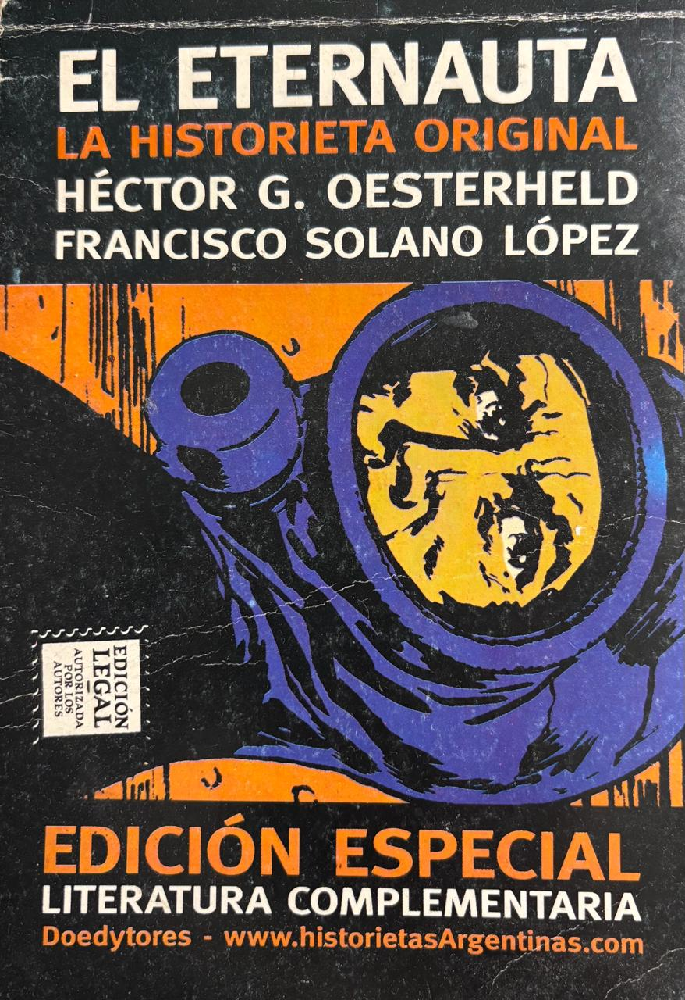 EL ETERNAUTA
LA HISTORIETA ORIGINAL
HÉCTOR G. OESTERHELD
FRANCISCO SOLANO LÓPEZ
EDICIÓN
LEGAL
AUTORIZADA
POR LOS
AUTORES
EDICIÓN ESPECIAL
LITERATURA COMPLEMENTARIA
Doedytores - www.historietasArgentinas.com